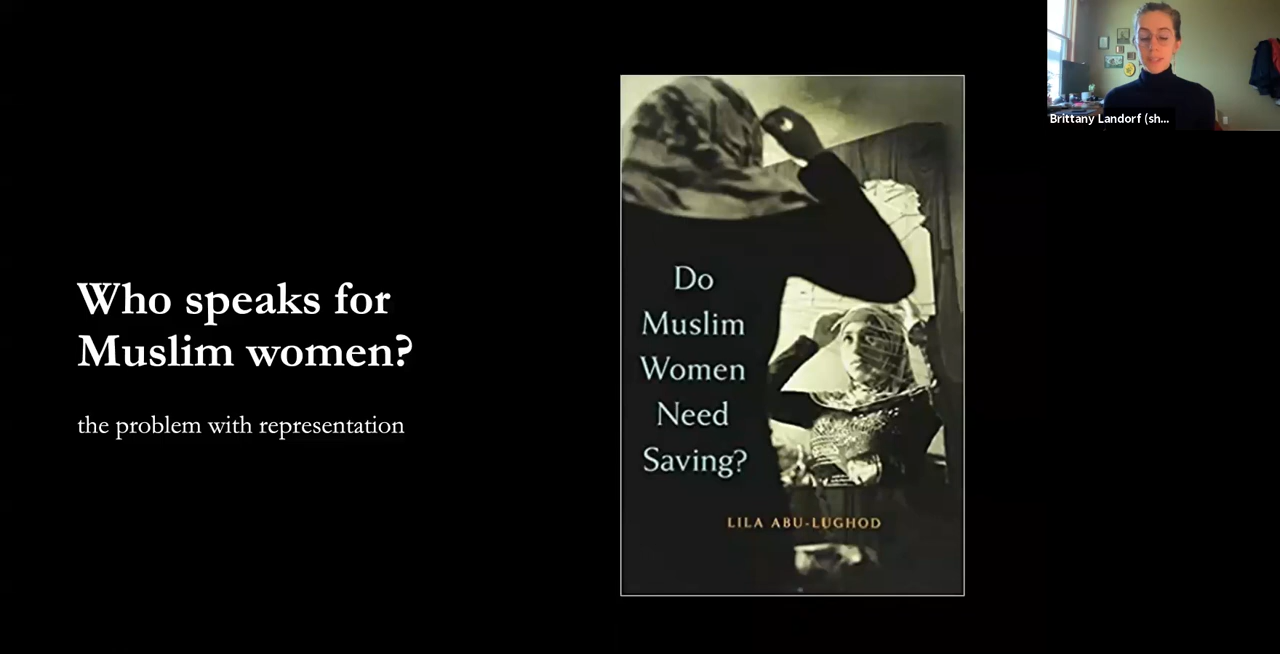 Who speaks for
Muslim women?
the problem with representation
Do
Muslim
Women
Need
Saving?
LILA ABU-LUGHOD
Brittany Landorf (sh...